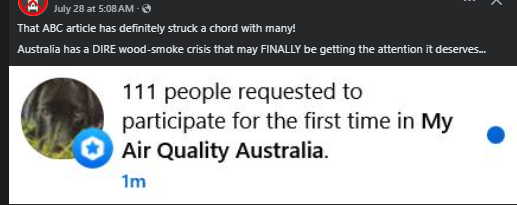 July 28 at 5:08 AM ·
That ABC article has definitely struck a chord with many!
Australia has a DIRE wood-smoke crisis that may FINALLY be getting the attention it deserves...
111 people requested to
participate for the first time in My
Air Quality Australia.
1m